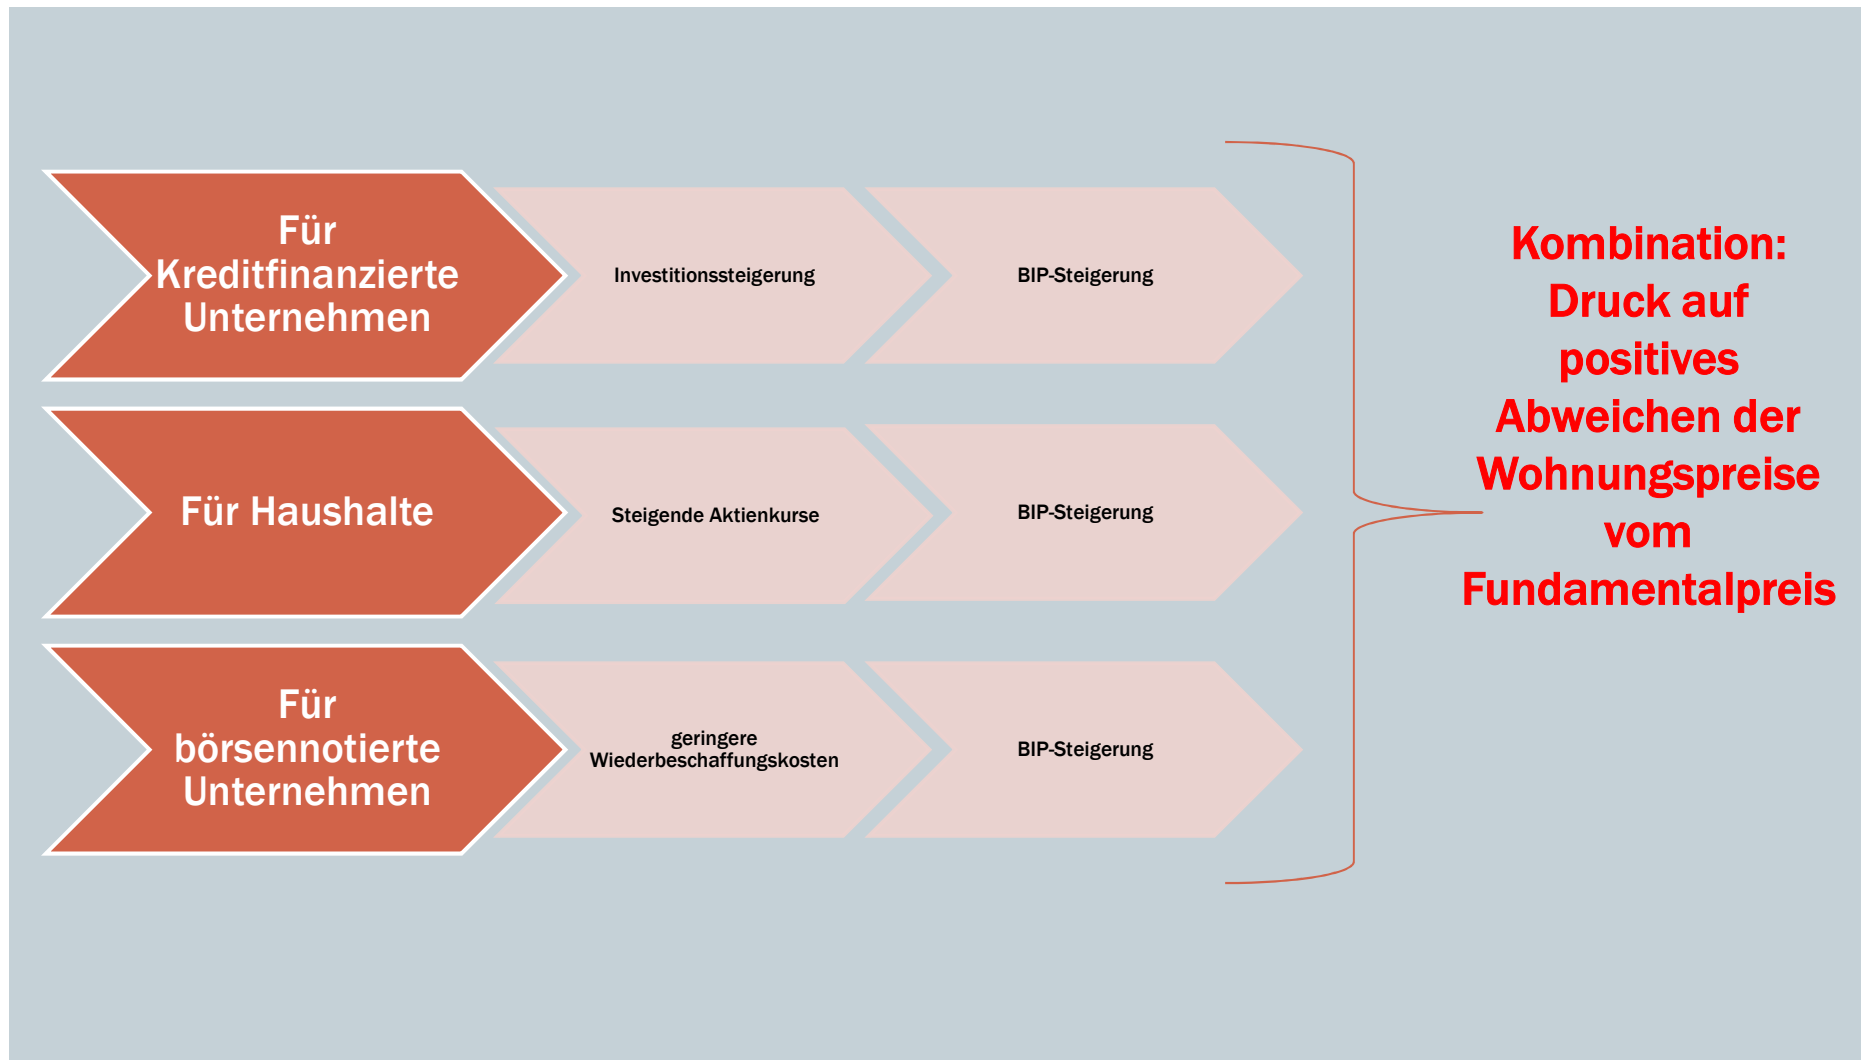 Für
Kreditfinanzierte
Unternehmen
Investitionssteigerung
BIP-Steigerung
Für Haushalte
Steigende Aktienkurse
BIP-Steigerung
Für
börsennotierte
Unternehmen
geringere
Wiederbeschaffungskosten
BIP-Steigerung
Kombination:
Druck auf
positives
Abweichen der
Wohnungspreise
vom
Fundamentalpreis